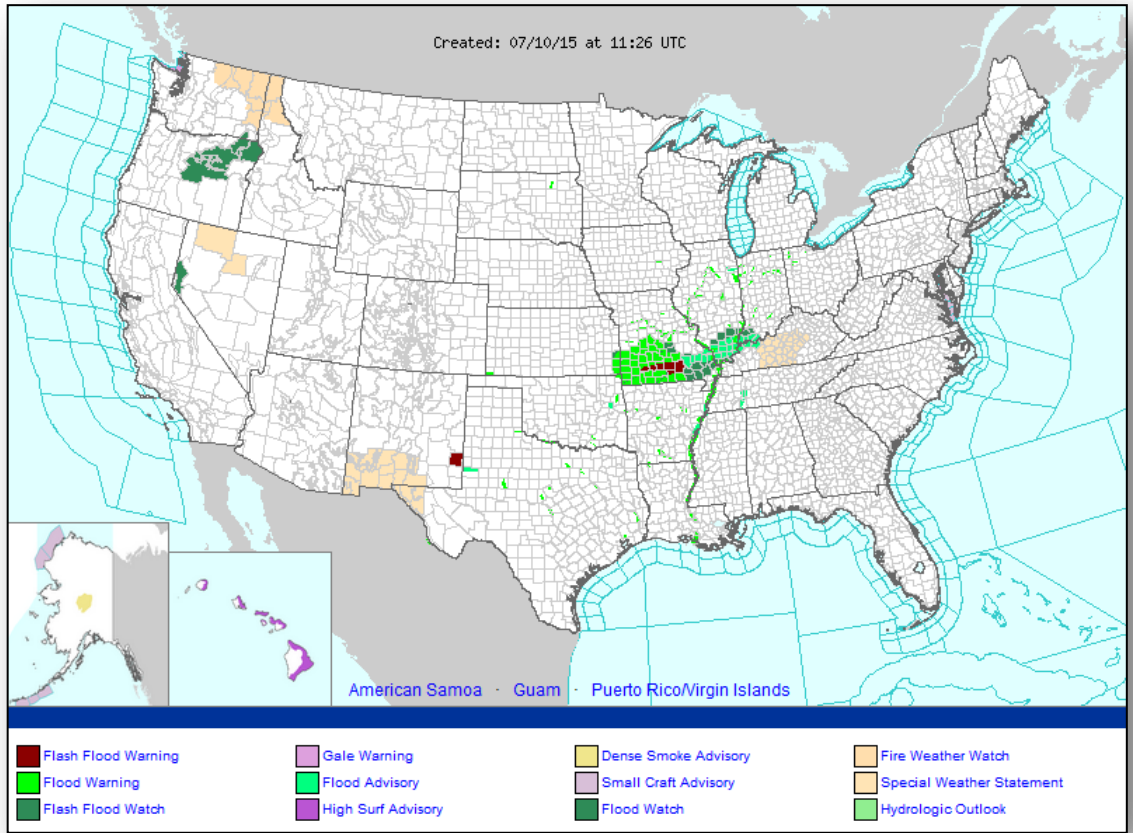 Created: 07/10/15 at 11:26 UTC
American Samoa · Guam · Puerto Rico/Virgin Islands
Flash Flood Warning
Gale Warning
Dense Smoke Advisory
Fire Weather Watch
Flood Warning
Flood Advisory
Small Craft Advisory
Special Weather Statement
Flash Flood Watch
High Surf Advisory
Flood Watch
Hydrologic Outlook